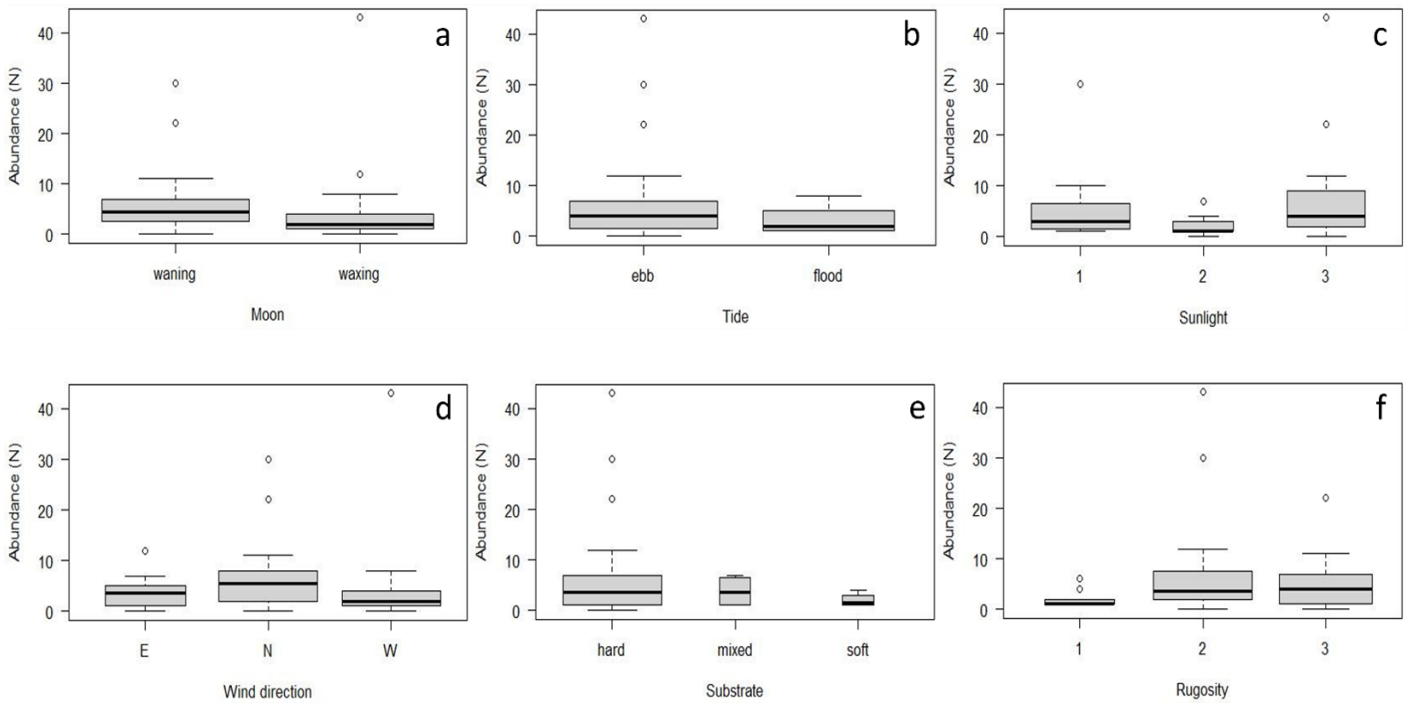 a
Abundance (N)
40
30
20
10
0
waning waxing
Moon
b
Abundance (N)
40
30
20
10
0
ebb flood
Tide
c
Abundance (N)
40
30
20
10
0
1 2 3
Sunlight
d
Abundance (N)
40
30
20
10
0
E N W
Wind direction
e
Abundance (N)
40
30
20
10
0
hard mixed soft
Substrate
f
Abundance (N)
40
30
20
10
0
1 2 3
Rugosity